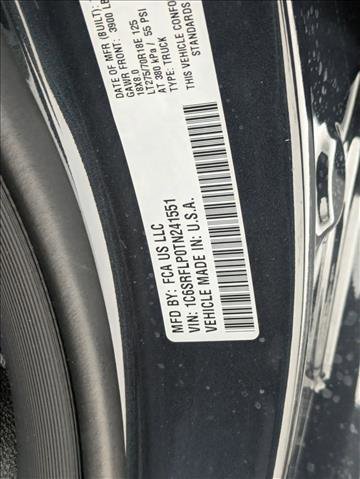 DATE OF MFR (BUILT):
GAWR FRONT: 3900 LB
18X8.0
LT275/70R18E 125
AT 380 kPa / 55 PSI
TYPE: TRUCK
THIS VEHICLE CONFO
STANDARDS
MFD BY: FCA US LLC
VIN: 1C6SRFLP0TN241551
VEHICLE MADE IN: U.S.A.